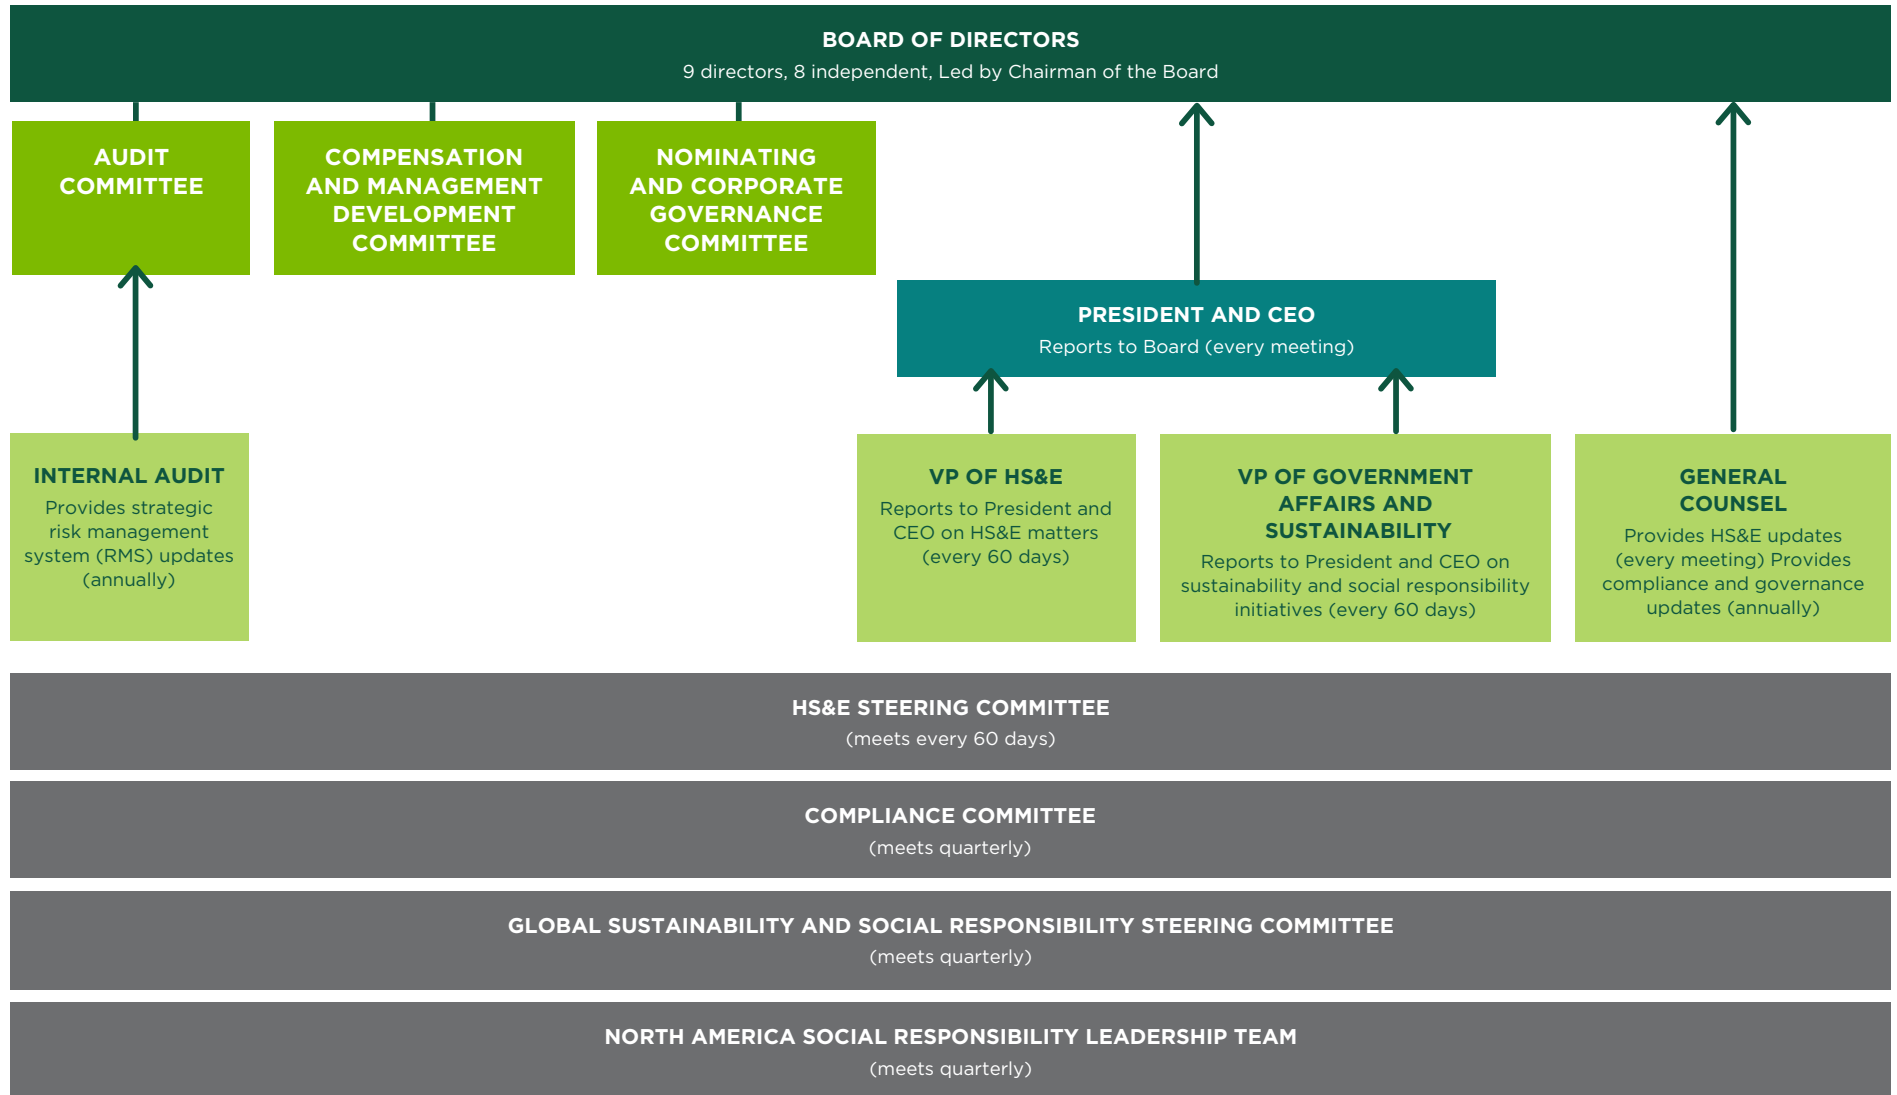 BOARD OF DIRECTORS
9 directors, 8 independent, Led by Chairman of the Board
AUDIT
COMMITTEE
COMPENSATION
AND MANAGEMENT
DEVELOPMENT
COMMITTEE
NOMINATING
AND CORPORATE
GOVERNANCE
COMMITTEE
PRESIDENT AND CEO
Reports to Board (every meeting)
INTERNAL AUDIT
Provides strategic
risk management
system (RMS) updates
(annually)
VP OF HS&E
Reports to President and
CEO on HS&E matters
(every 60 days)
VP OF GOVERNMENT
AFFAIRS AND
SUSTAINABILITY
Reports to President and CEO on
sustainability and social responsibility
initiatives (every 60 days)
GENERAL
COUNSEL
Provides HS&E updates
(every meeting) Provides
compliance and governance
updates (annually)
HS&E STEERING COMMITTEE
(meets every 60 days)
COMPLIANCE COMMITTEE
(meets quarterly)
GLOBAL SUSTAINABILITY AND SOCIAL RESPONSIBILITY STEERING COMMITTEE
(meets quarterly)
NORTH AMERICA SOCIAL RESPONSIBILITY LEADERSHIP TEAM
(meets quarterly)